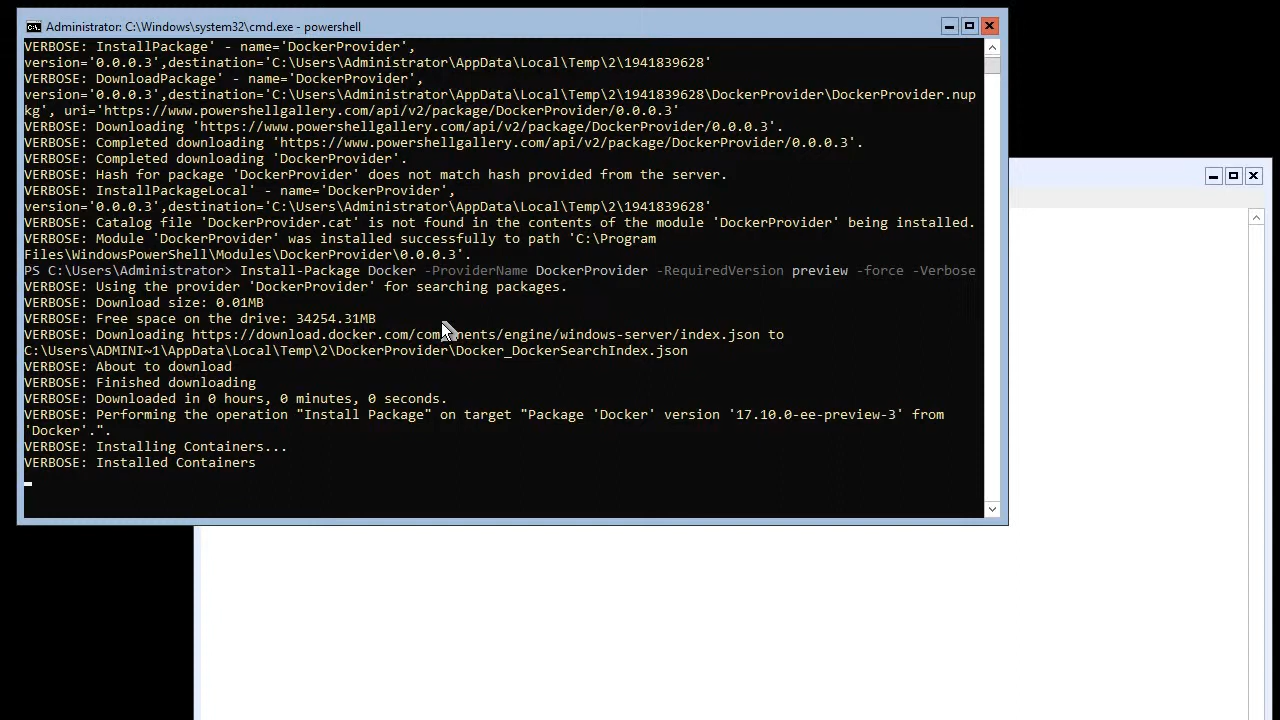 Administrator: C:\Windows\system32\cmd.exe - powershell
VERBOSE: InstallPackage' - name='DockerProvider',
version='0.0.0.3',destination='C:\Users\Administrator\AppData\Local\Temp\2\1941839628'
VERBOSE: DownloadPackage' - name='DockerProvider',
version='0.0.0.3',destination='C:\Users\Administrator\AppData\Local\Temp\2\1941839628\DockerProvider\DockerProvider.nup
kg', uri='https://www.powershellgallery.com/api/v2/package/DockerProvider/0.0.0.3'
VERBOSE: Downloading 'https://www.powershellgallery.com/api/v2/package/DockerProvider/0.0.0.3'.
VERBOSE: Completed downloading 'https://www.powershellgallery.com/api/v2/package/DockerProvider/0.0.0.3'.
VERBOSE: Completed downloading 'DockerProvider'.
VERBOSE: Hash for package 'DockerProvider' does not match hash provided from the server.
VERBOSE: InstallPackageLocal' - name='DockerProvider',
version='0.0.0.3',destination='C:\Users\Administrator\AppData\Local\Temp\2\1941839628'
VERBOSE: Catalog file 'DockerProvider.cat' is not found in the contents of the module 'DockerProvider' being installed.
VERBOSE: Module 'DockerProvider' was installed successfully to path 'C:\Program
Files\WindowsPowerShell\Modules\DockerProvider\0.0.0.3'.
PS C:\Users\Administrator> Install-Package Docker -ProviderName DockerProvider -RequiredVersion preview -force -Verbose
VERBOSE: Using the provider 'DockerProvider' for searching packages.
VERBOSE: Download size: 0.01MB
VERBOSE: Free space on the drive: 34254.31MB
VERBOSE: Downloading https://download.docker.com/components/engine/windows-server/index.json to
C:\Users\ADMINI~1\AppData\Local\Temp\2\DockerProvider\Docker_DockerSearchIndex.json
VERBOSE: About to download
VERBOSE: Finished downloading
VERBOSE: Downloaded in 0 hours, 0 minutes, 0 seconds.
VERBOSE: Performing the operation "Install Package" on target "Package 'Docker' version '17.10.0-ee-preview-3' from
'Docker'.".
VERBOSE: Installing Containers...
VERBOSE: Installed Containers